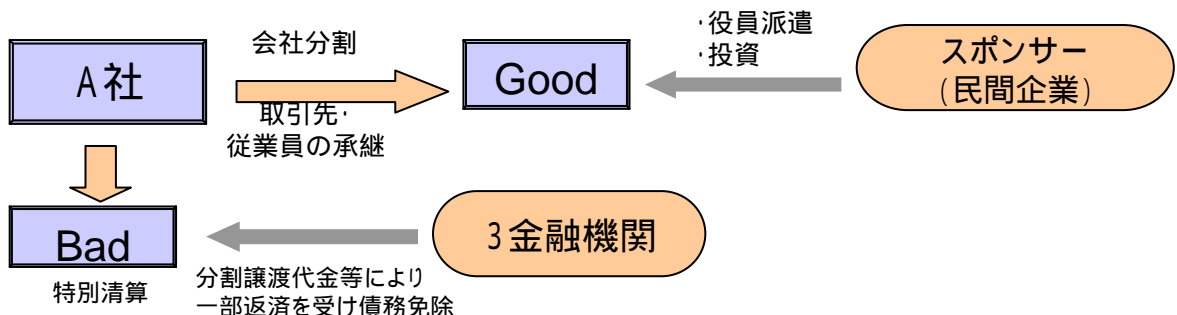 会社分割
A社
Good
取引先・
従業員の承継
・役員派遣
・投資
スポンサー
(民間企業)
Bad
特別清算
3金融機関
分割譲渡代金等により
一部返済を受け債務免除